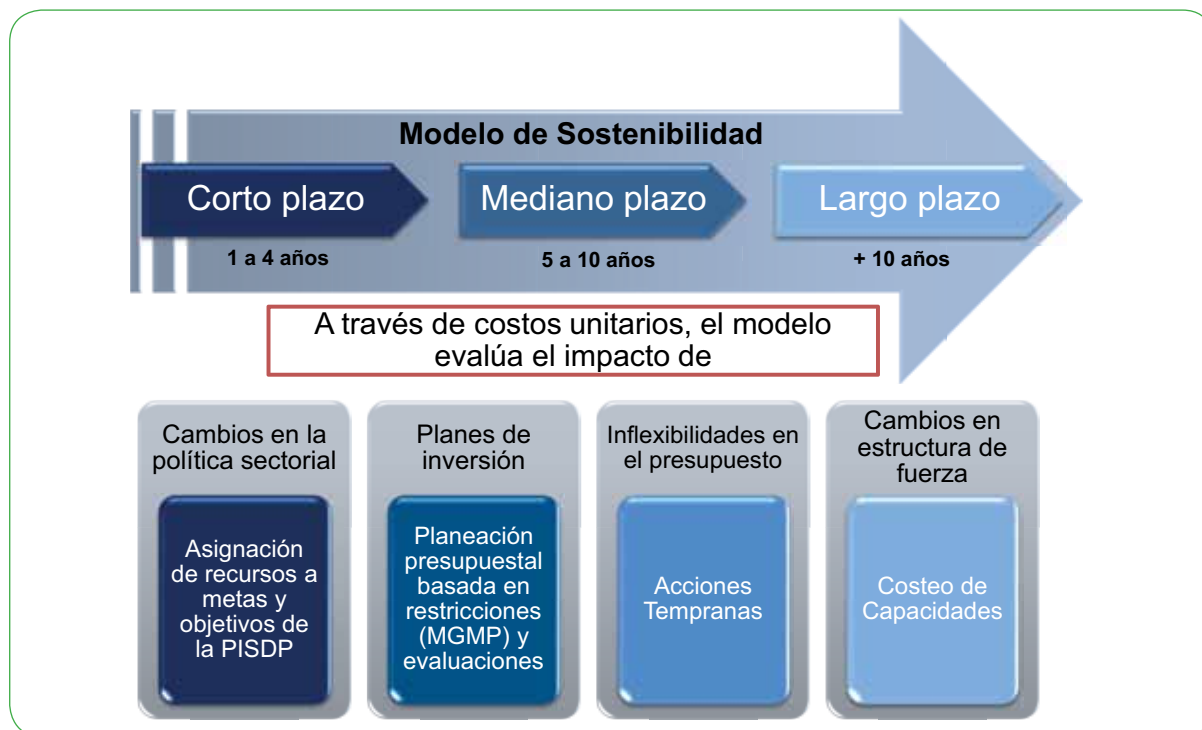 Modelo de Sostenibilidad
Corto plazo
Mediano plazo
Largo plazo
1 a 4 años
5 a 10 años
+ 10 años
A través de costos unitarios, el modelo
evalúa el impacto de
Cambios en la
política sectorial
Asignación
de recursos a
metas y
objetivos de
la PISDP
Planes de
inversión
Planeación
presupuestal
basada en
restricciones
(MGMP) y
evaluaciones
Inflexibilidades en
el presupuesto
Acciones
Tempranas
Cambios en
estructura de
fuerza
Costeo de
Capacidades